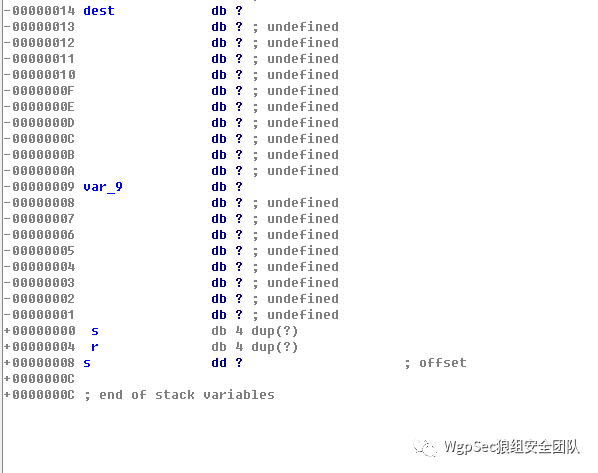 -00000014 dest db ?
-00000013 db ? ; undefined
-00000012 db ? ; undefined
-00000011 db ? ; undefined
-00000010 db ? ; undefined
-0000000F db ? ; undefined
-0000000E db ? ; undefined
-0000000D db ? ; undefined
-0000000C db ? ; undefined
-0000000B db ? ; undefined
-0000000A db ? ; undefined
-00000009 var_9 db ?
-00000008 db ? ; undefined
-00000007 db ? ; undefined
-00000006 db ? ; undefined
-00000005 db ? ; undefined
-00000004 db ? ; undefined
-00000003 db ? ; undefined
-00000002 db ? ; undefined
-00000001 db ? ; undefined
+00000000 s db 4 dup(?)
+00000004 r db 4 dup(?)
+00000008 s dd ? ; offset
+0000000C
+0000000C ; end of stack variables
WgpSec狼组安全团队